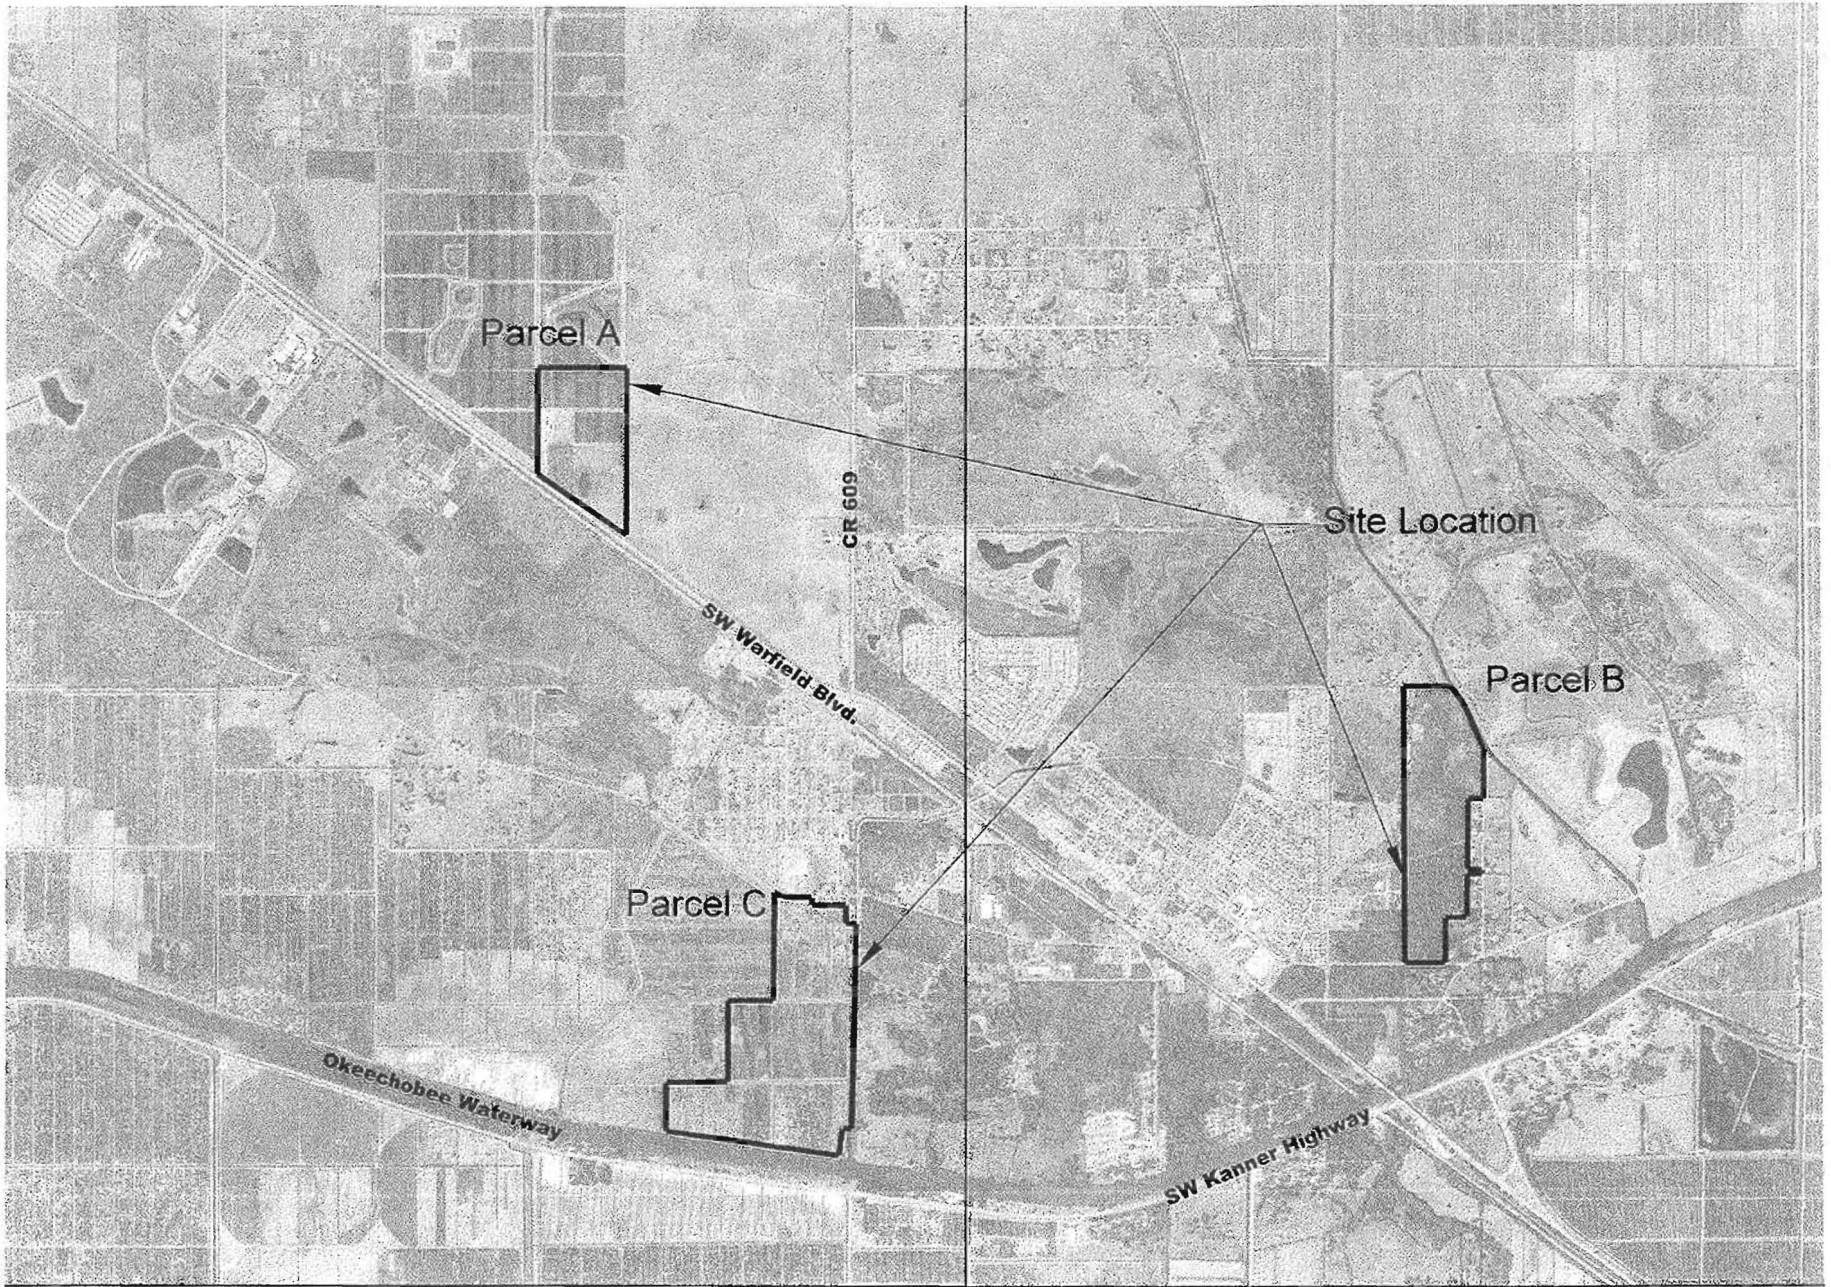 Parcel A
CR 609
Site Location
SW Warfield Blvd.
Parcel B
Parcel C
Okeechobee Waterway
SW Kanner Highway